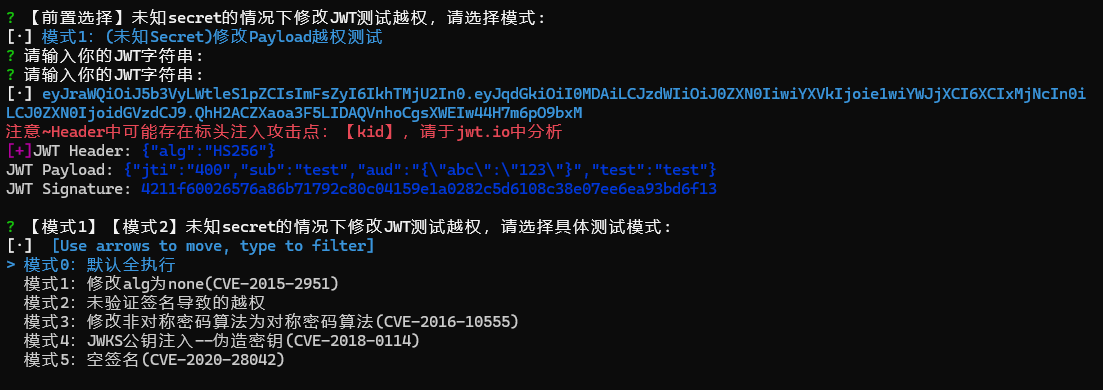 ? 【前置选择】未知secret的情况下修改JWT测试越权，请选择模式:
[·] 模式1: (未知Secret)修改Payload越权测试
? 请输入你的JWT字符串:
? 请输入你的JWT字符串:
[·] eyJraWQiOiJ5b3VyLWtleS1pZCIsImFsZyI6IkhTMjU2In0.eyJqdGkiOiI0MDAiLCJzdWIiOiJ0ZXN0IiwiYXVkIjoie1wiYWJjXCI6XCIxMjNcIn0i
LCJ0ZXN0IjoidGVzdCJ9.QhH2ACZXaoa3F5LIDAQVnhoCgsXWEIw44H7m6pO9bxM
注意~Header中可能存在标头注入攻击点: 【kid】, 请于jwt.io中分析
[+]JWT Header: {"alg":"HS256"}
JWT Payload: {"jti":"400","sub":"test","aud":"{\"abc\":\"123\"}","test":"test"}
JWT Signature: 4211f60026576a86b71792c80c04159e1a0282c5d6108c38e07ee6ea93bd6f13
? 【模式1】【模式2】未知secret的情况下修改JWT测试越权，请选择具体测试模式:
[·]  [Use arrows to move, type to filter]
> 模式0: 默认全执行
模式1: 修改alg为none(CVE-2015-2951)
模式2: 未验证签名导致的越权
模式3: 修改非对称密码算法为对称密码算法(CVE-2016-10555)
模式4: JWKS公钥注入--伪造密钥(CVE-2018-0114)
模式5: 空签名(CVE-2020-28042)